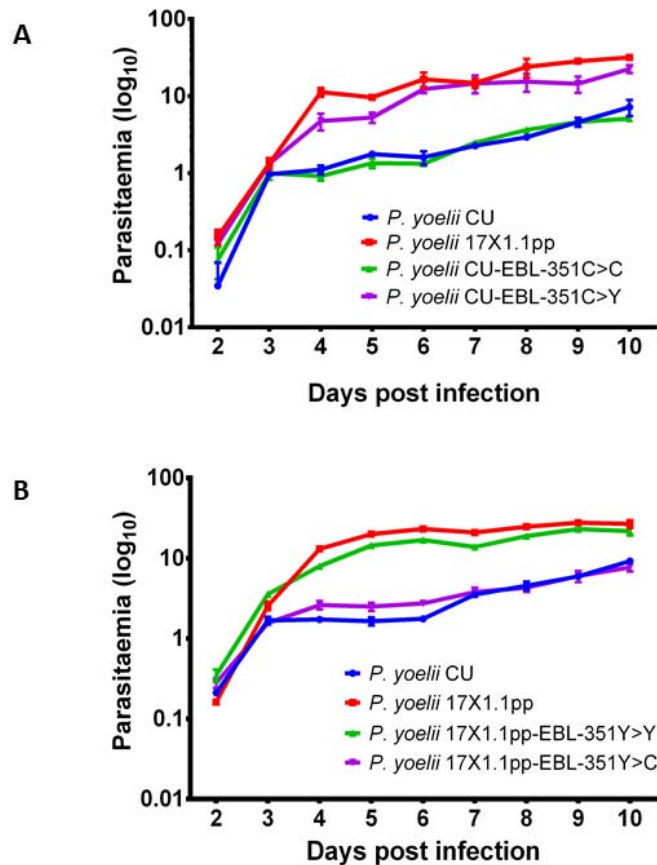 A
Parasitaemia (log10)
100
10
1
0.1
0.01
P. yoelii CU
P. yoelii 17X1.1pp
P. yoelii CU-EBL-351C>C
P. yoelii CU-EBL-351C>Y
2 3 4 5 6 7 8 9 10
Days post infection
B
Parasitaemia (log10)
100
10
1
0.1
0.01
P. yoelii CU
P. yoelii 17X1.1pp
P. yoelii 17X1.1pp-EBL-351Y>Y
P. yoelii 17X1.1pp-EBL-351Y>C
2 3 4 5 6 7 8 9 10
Days post infection